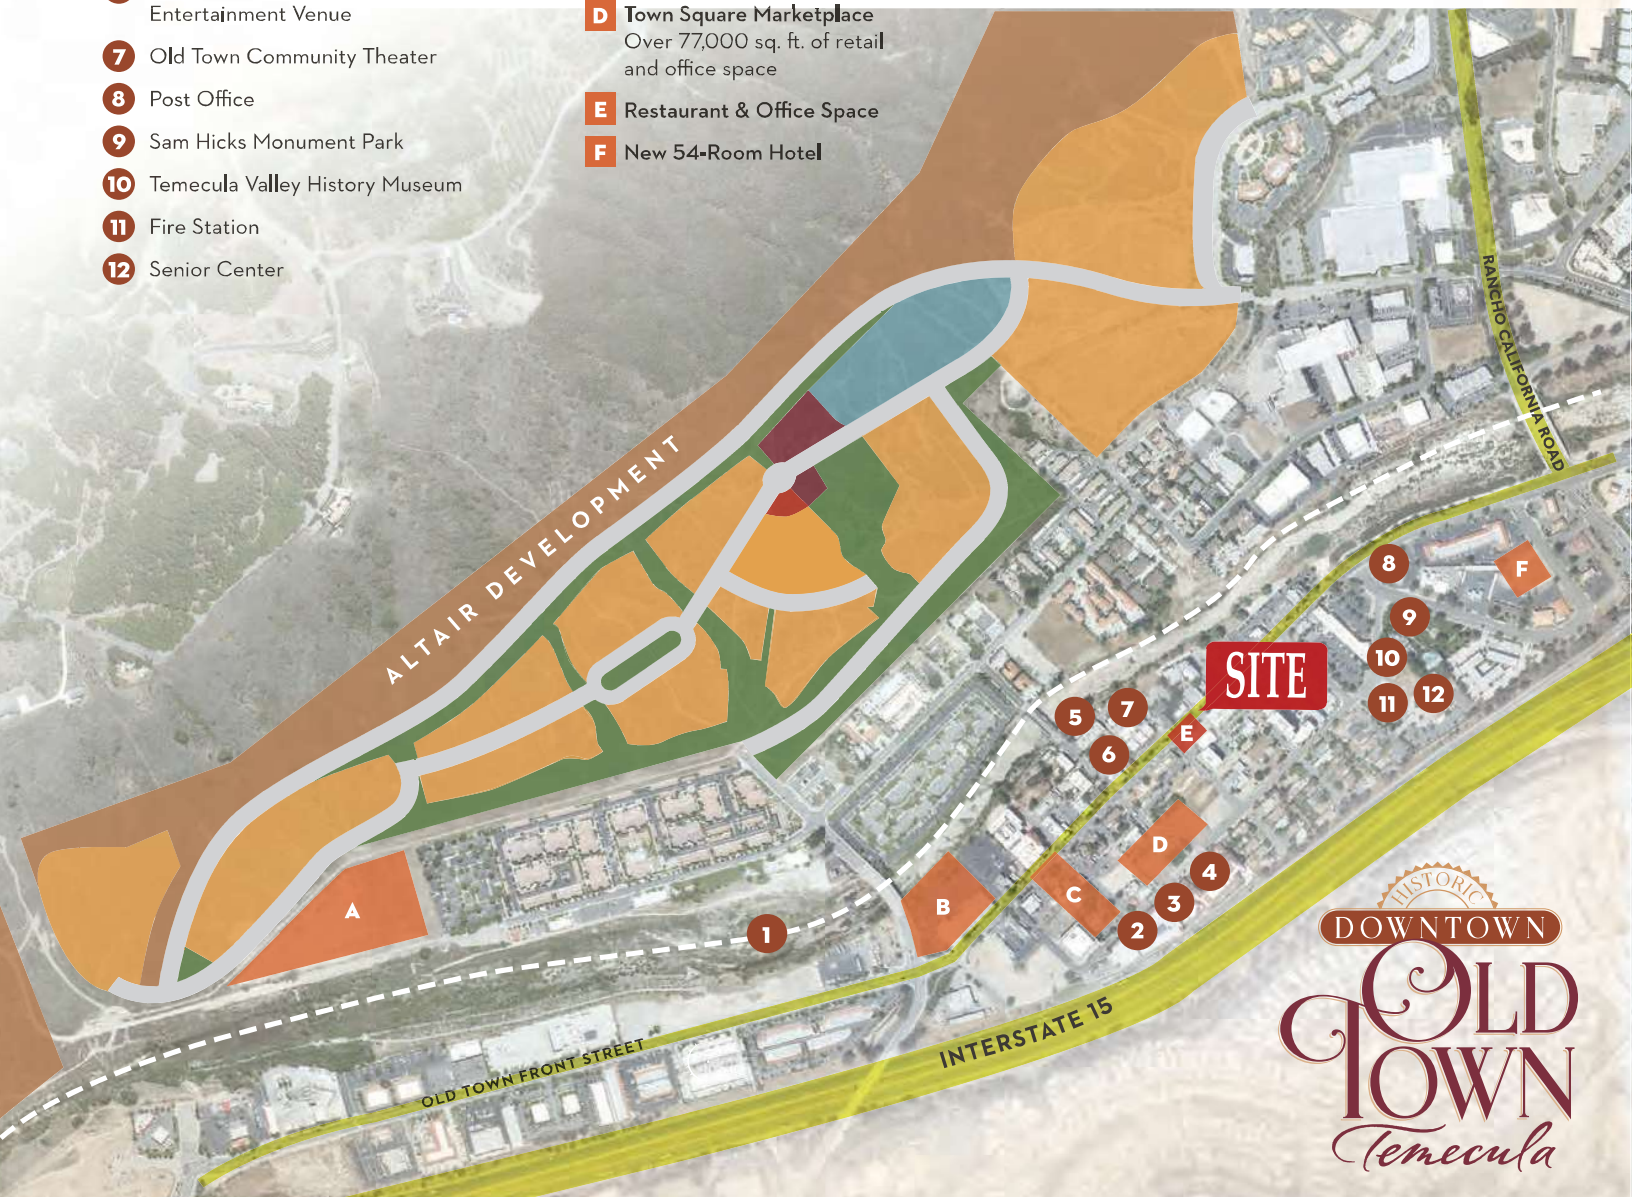 Entertainment Venue
7 Old Town Community Theater
8 Post Office
9 Sam Hicks Monument Park
10 Temecula Valley History Museum
11 Fire Station
12 Senior Center
D Town Square Marketplace
Over 77,000 sq. ft. of retail
and office space
E Restaurant & Office Space
F New 54-Room Hotel
RANCHO CALIFORNIA ROAD
ALTAIR DEVELOPMENT
8
F
9
SITE
10
12
11
5
7
E
6
D
4
A
B
C
3
2
1
INTERSTATE 15
OLD TOWN FRONT STREET
HISTORIC
DOWNTOWN
OLD
TOWN
Temecula